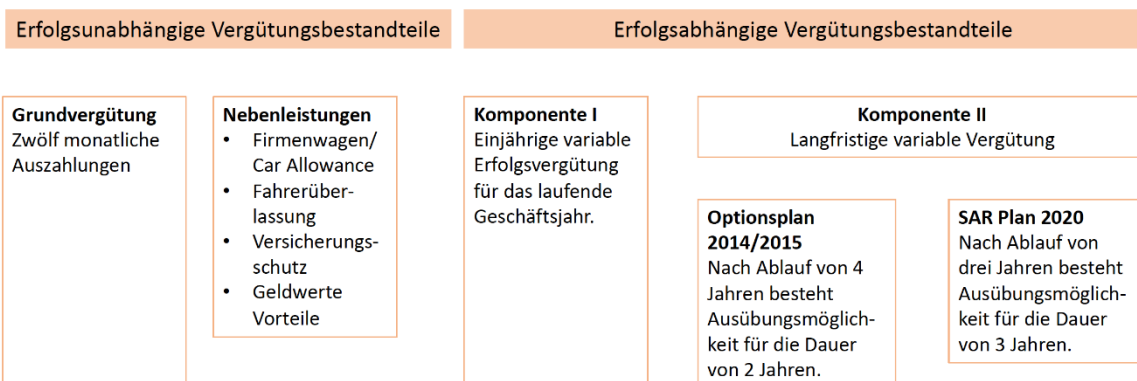 Erfolgsunabhängige Vergütungsbestandteile
Erfolgsabhängige Vergütungsbestandteile
Grundvergütung
Zwölf monatliche
Auszahlungen
Nebenleistungen
• Firmenwagen/
Car Allowance
• Fahrerüber-
lassung
• Versicherungs-
schutz
• Geldwerte
Vorteile
Komponente I
Einjährige variable
Erfolgsvergütung
für das laufende
Geschäftsjahr.
Komponente II
Langfristige variable Vergütung
Optionsplan
2014/2015
Nach Ablauf von 4
Jahren besteht
Ausübungsmöglich-
keit für die Dauer
von 2 Jahren.
SAR Plan 2020
Nach Ablauf von
drei Jahren besteht
Ausübungsmöglich-
keit für die Dauer
von 3 Jahren.